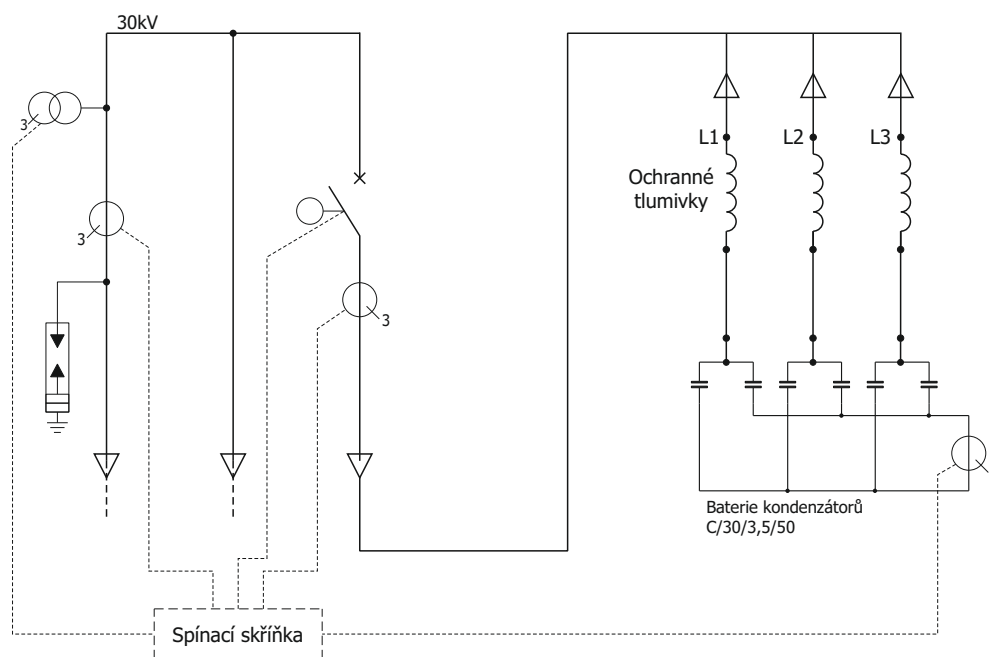 30kV
3
3
3
L1
L2
L3
Ochranné
tlumivky
Baterie kondenzátorů
C/30/3,5/50
Spínací skříňka